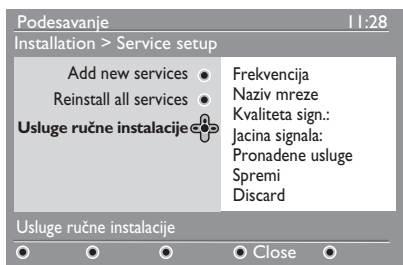 Podesavanje 11:28
Installation > Service setup
Add new services
Reinstall all services
Usluge ručne instalacije
Frekvencija
Naziv mreze
Kvaliteta sign.:
Jacina signala:
Pronadene usluge
Spremi
Discard
Usluge ručne instalacije
Close